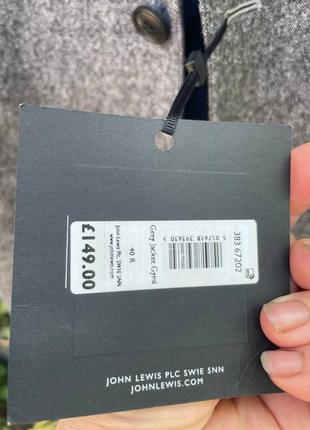 383 67202
5 057618 393630 >
Grey Jacket Gyml
40 R
John Lewis Plc, SW1E 5NN
www.johnlewis.com
£149.00
JOHN LEWIS PLC SW1E 5NN
JOHNLEWIS.COM